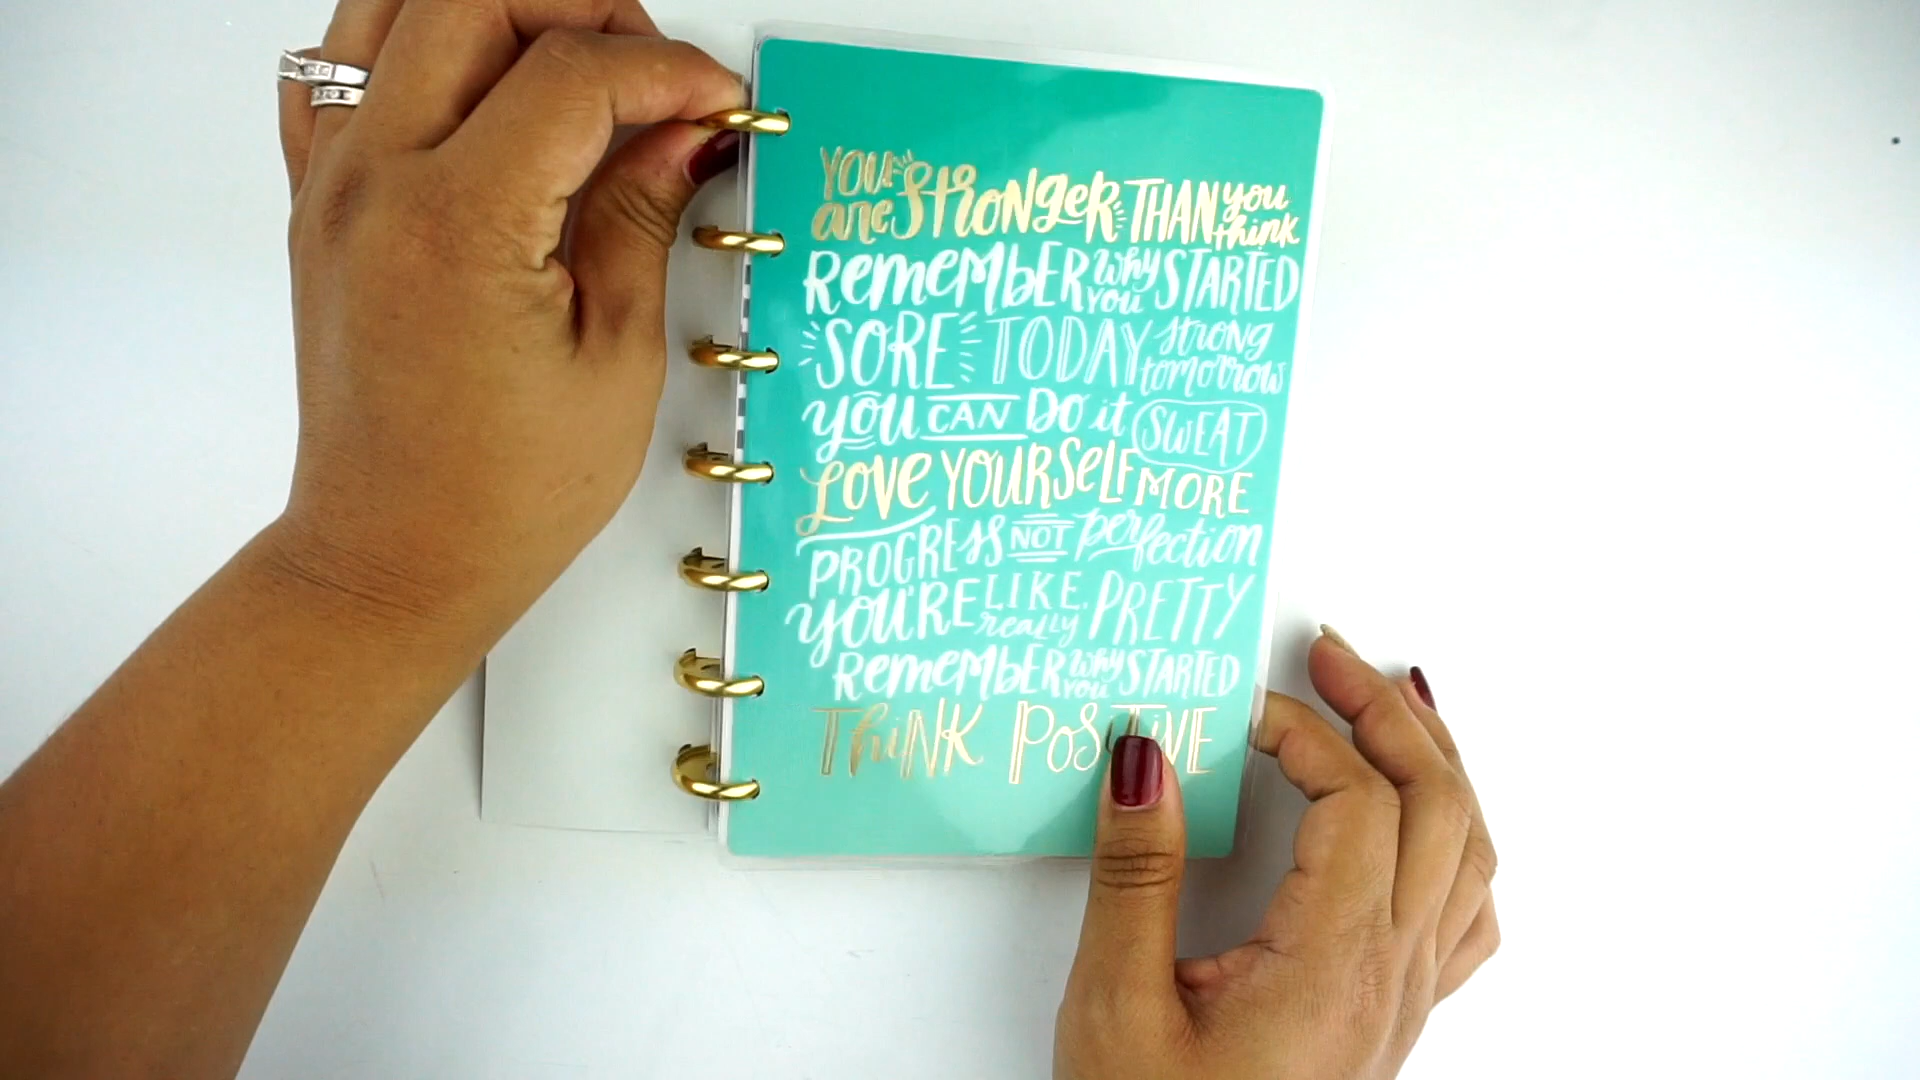 YOU are StRONGER THAN you think
RememBER why you STARTED
SORE TODAY strong tomorrow
you CAN DO it SWEAT
LOVE YOURSELF MORE
PROGRESS NOT perfection
YOU'RE LIKE really PRETTY
RememBER why you STARTED
ThiNK POSiTiVE